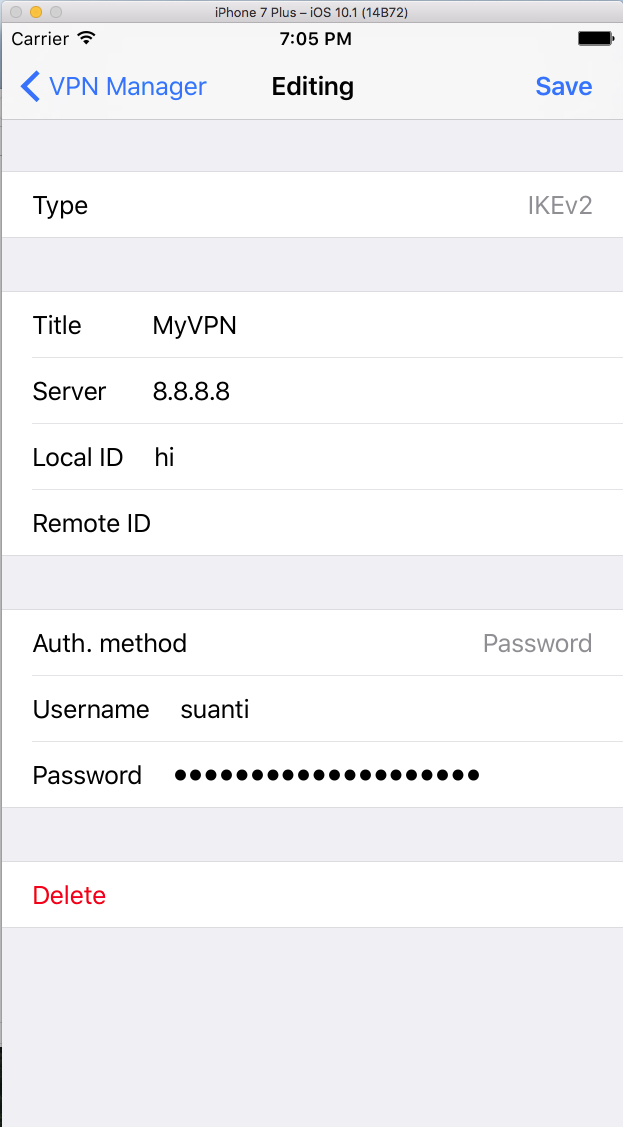 iPhone 7 Plus – iOS 10.1 (14B72)
Carrier 7:05 PM
VPN Manager Editing Save
Type IKEv2
Title MyVPN
Server 8.8.8.8
Local ID hi
Remote ID
Auth. method Password
Username suanti
Password ●●●●●●●●●●●●●●●●●●●●
Delete